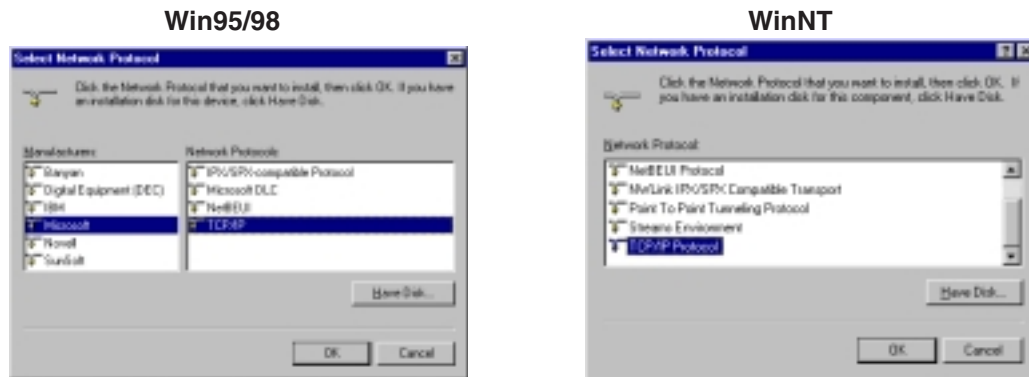 Win95/98
Select Network Protocol
Click the Network Protocol that you want to install, then click OK. If you have
an installation disk for this device, click Have Disk.
Manufacturers:
Banyan
Digital Equipment (DEC)
IBM
Microsoft
Novell
SunSoft
Network Protocols:
IPX/SPX-compatible Protocol
Microsoft DLC
NetBEUI
TCP/IP
Have Disk...
OK
Cancel
WinNT
Select Network Protocol
Click the Network Protocol that you want to install, then click OK. If
you have an installation disk for this component, click Have Disk.
Network Protocol:
NetBEUI Protocol
NWLink IPX/SPX Compatible Transport
Point To Point Tunneling Protocol
Streams Environment
TCP/IP Protocol
Have Disk...
OK
Cancel